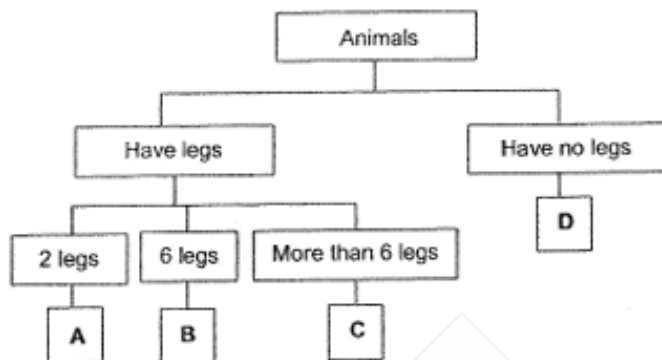 Animals
Have legs
Have no legs
2 legs
6 legs
More than 6 legs
D
A
B
C